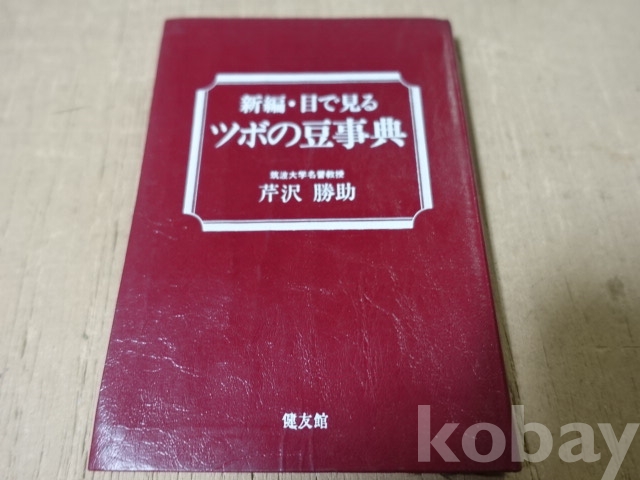 新編・目で見る
ツボの豆事典
筑波大学名誉教授
芹沢 勝助
健友館
kobay